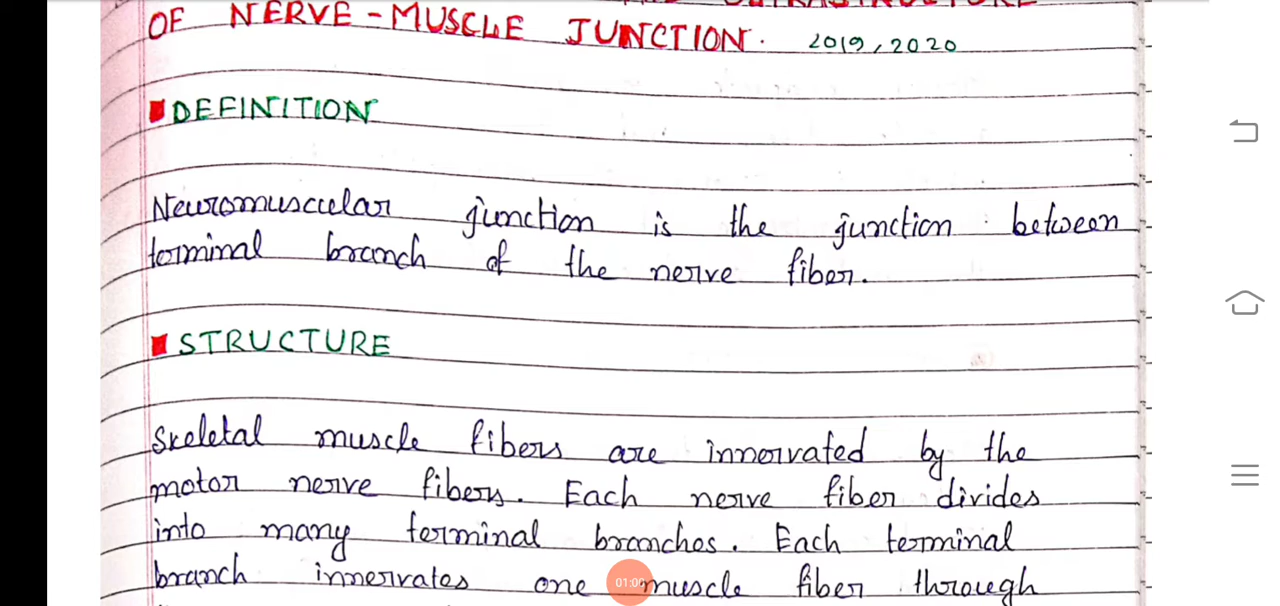 OF NERVE-MUSCLE JUNCTION. 2019, 2020
DEFINITION
Neuromuscular junction is the junction between
terminal branch of the nerve fiber.
STRUCTURE
Skeletal muscle fibers are innervated by the
motor nerve fibers. Each nerve fiber divides
into many terminal branches. Each terminal
branch innervates one muscle fiber through